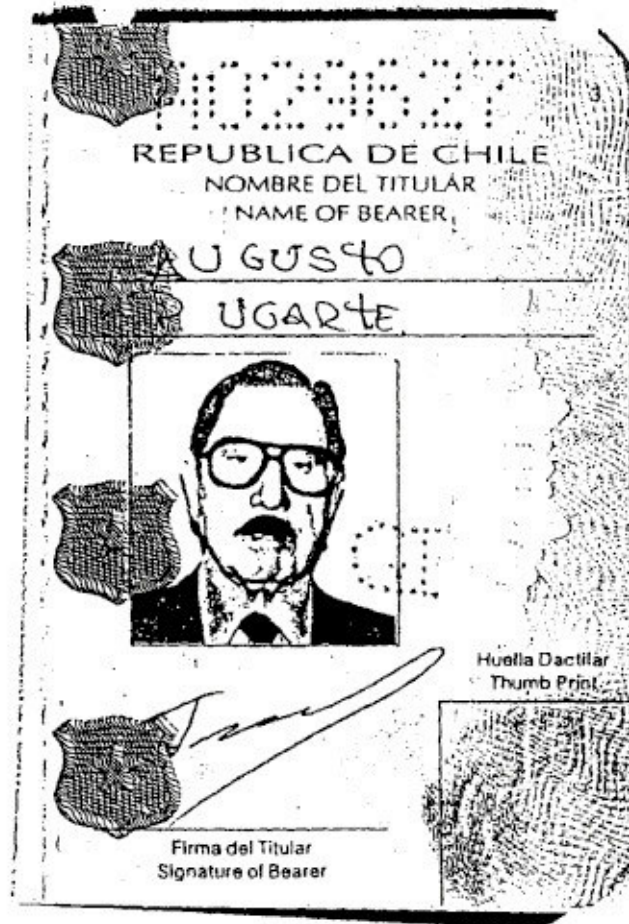 A029627
REPUBLICA DE CHILE
NOMBRE DEL TITULAR
NAME OF BEARER
AUGUSTO
P UGARTE
Huella Dactilar
Thumb Print
Firma del Titular
Signature of Bearer